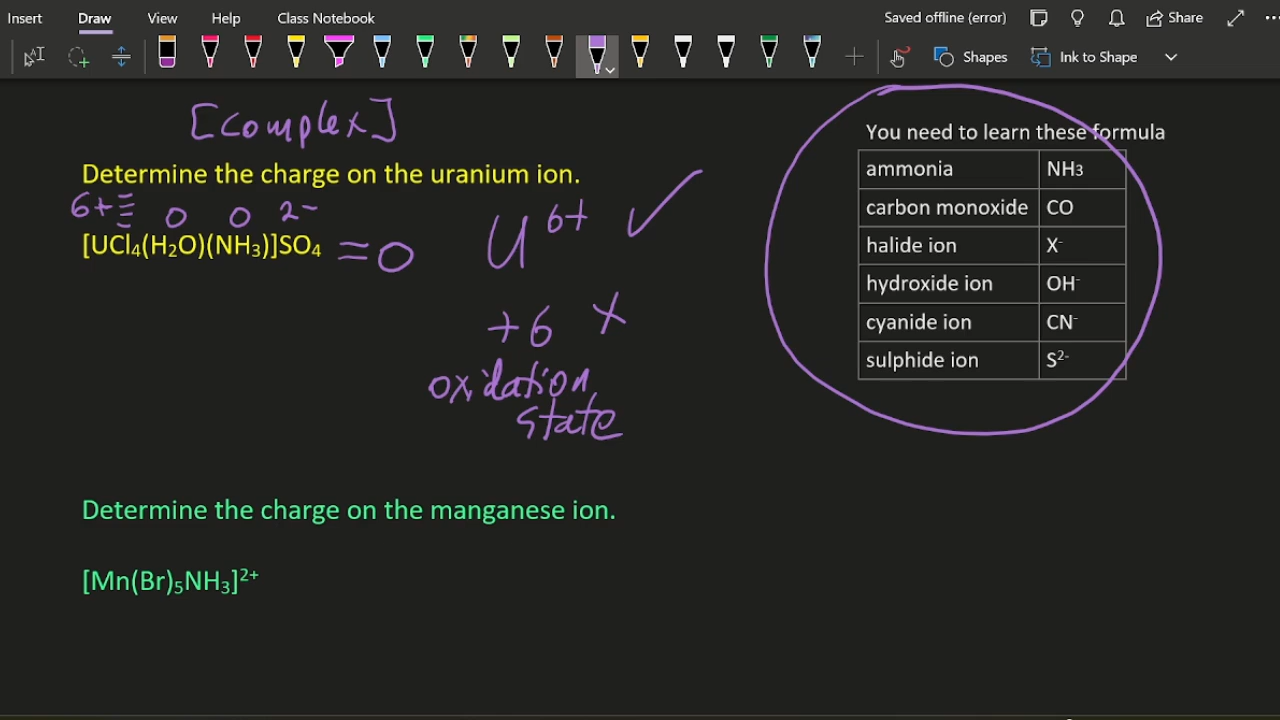 Insert Draw View Help Class Notebook Saved offline (error) Share
Shapes Ink to Shape
[complex]
You need to learn these formula
ammonia NH₃
carbon monoxide CO
halide ion X⁻
hydroxide ion OH⁻
cyanide ion CN⁻
sulphide ion S²⁻
Determine the charge on the uranium ion.
6+ 0 0 2-
[UCl₄(H₂O)(NH₃)]SO₄ = 0
U⁶⁺ ✓
+6 X
oxidation
state
Determine the charge on the manganese ion.
[Mn(Br)₅NH₃]²⁺